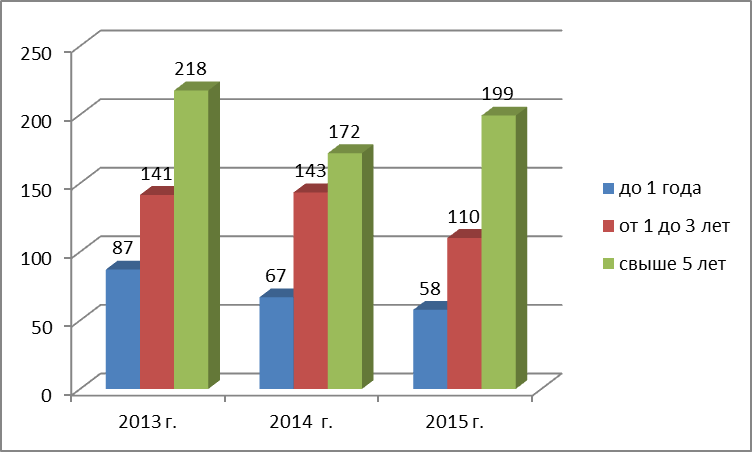 250
200
150
100
50
0
87
141
218
67
143
172
58
110
199
2013 г.
2014 г.
2015 г.
до 1 года
от 1 до 3 лет
свыше 5 лет